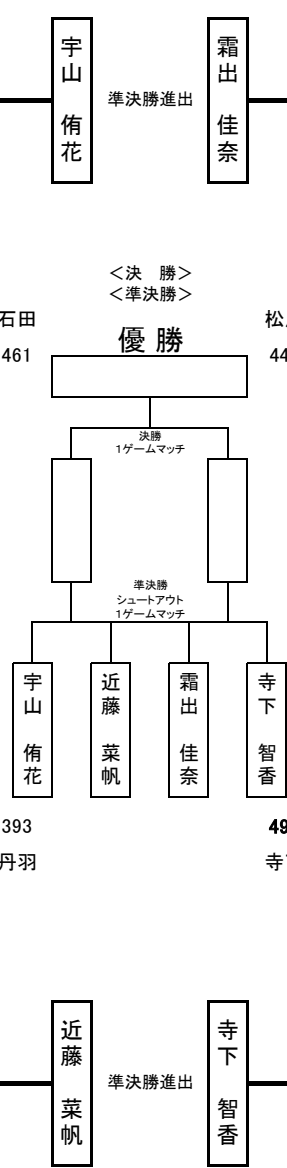 宇山 侑花
準決勝進出
霜出 佳奈
＜決 勝＞
＜準決勝＞
石田
461
優 勝
決勝
1ゲームマッチ
準決勝
シュートアウト
1ゲームマッチ
宇山 侑花
近藤 菜帆
霜出 佳奈
寺下 智香
393
丹羽
近藤 菜帆
準決勝進出
寺下 智香